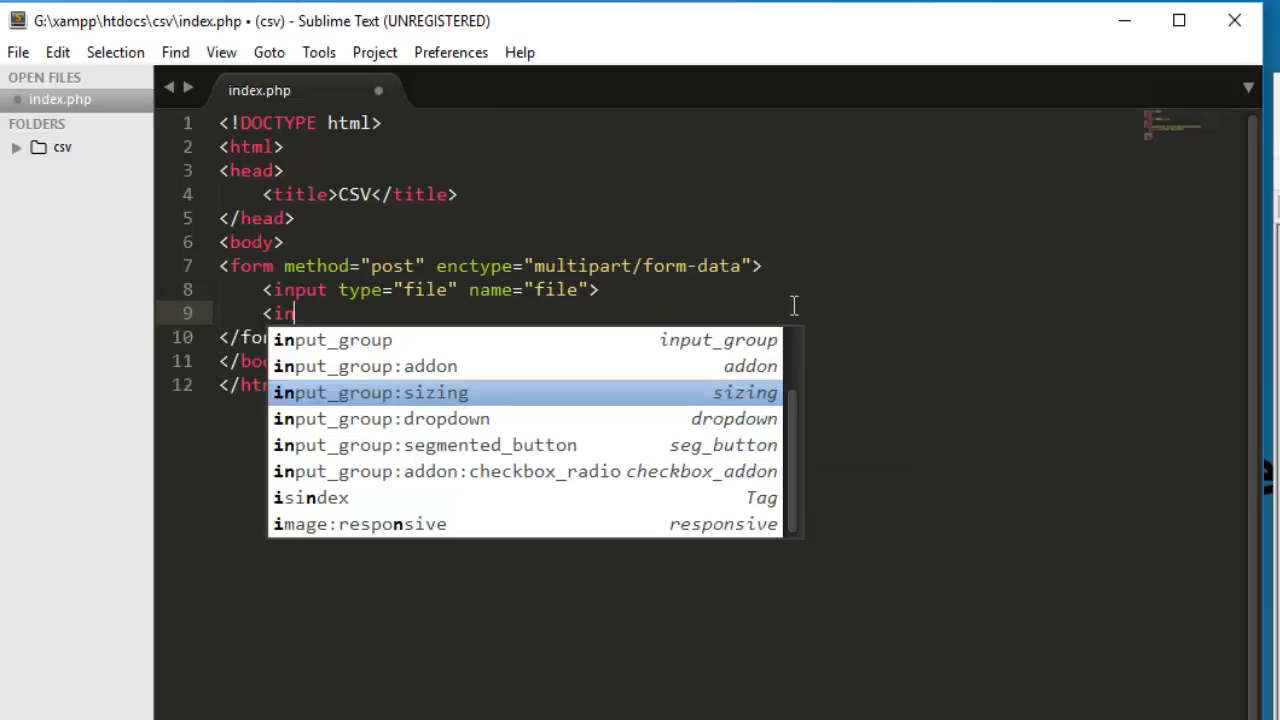 G:\xampp\htdocs\csv\index.php • (csv) - Sublime Text (UNREGISTERED)
File Edit Selection Find View Goto Tools Project Preferences Help
OPEN FILES
index.php
FOLDERS
csv
index.php
1 <!DOCTYPE html>
2 <html>
3 <head>
4 <title>CSV</title>
5 </head>
6 <body>
7 <form method="post" enctype="multipart/form-data">
8 <input type="file" name="file">
9 <in
10 </for
11 </bod
12 </htm
input_group input_group
input_group:addon addon
input_group:sizing sizing
input_group:dropdown dropdown
input_group:segmented_button seg_button
input_group:addon:checkbox_radio checkbox_addon
isindex Tag
image:responsive responsive